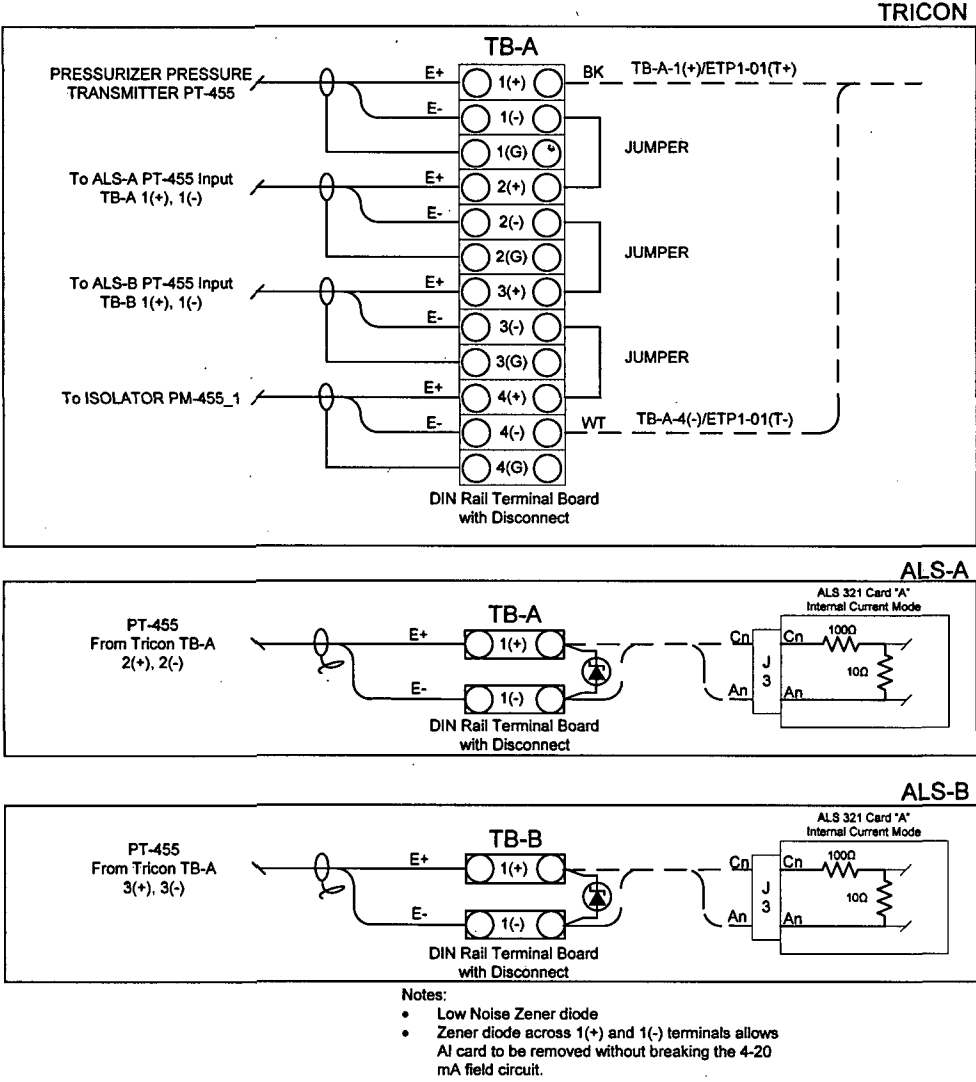 TRICON
TB-A
PRESSURIZER PRESSURE
TRANSMITTER PT-455
E+
1(+)
BK
TB-A-1(+)/ETP1-01(T+)
E-
1(-)
1(G)
JUMPER
To ALS-A PT-455 Input
TB-A 1(+), 1(-)
E+
2(+)
E-
2(-)
2(G)
JUMPER
To ALS-B PT-455 Input
TB-B 1(+), 1(-)
E+
3(+)
E-
3(-)
3(G)
JUMPER
To ISOLATOR PM-455_1
E+
4(+)
E-
4(-)
WT
TB-A-4(-)/ETP1-01(T-)
4(G)
DIN Rail Terminal Board
with Disconnect
ALS-A
ALS 321 Card "A"
Internal Current Mode
PT-455
From Tricon TB-A
2(+), 2(-)
TB-A
E+
1(+)
Cn
Cn
100Ω
J
3
10Ω
E-
1(-)
An
An
DIN Rail Terminal Board
with Disconnect
ALS-B
ALS 321 Card "A"
Internal Current Mode
PT-455
From Tricon TB-A
3(+), 3(-)
TB-B
E+
1(+)
Cn
Cn
100Ω
J
3
10Ω
E-
1(-)
An
An
DIN Rail Terminal Board
with Disconnect
Notes:
• Low Noise Zener diode
• Zener diode across 1(+) and 1(-) terminals allows
AI card to be removed without breaking the 4-20
mA field circuit.